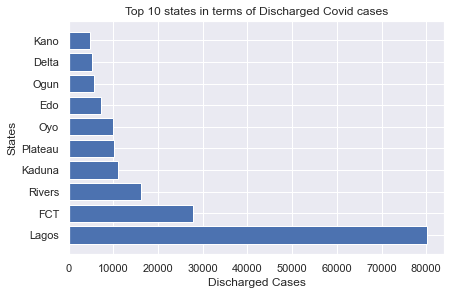 Top 10 states in terms of Discharged Covid cases
Kano
Delta
Ogun
Edo
Oyo
Plateau
Kaduna
Rivers
FCT
Lagos
States
0 10000 20000 30000 40000 50000 60000 70000 80000
Discharged Cases